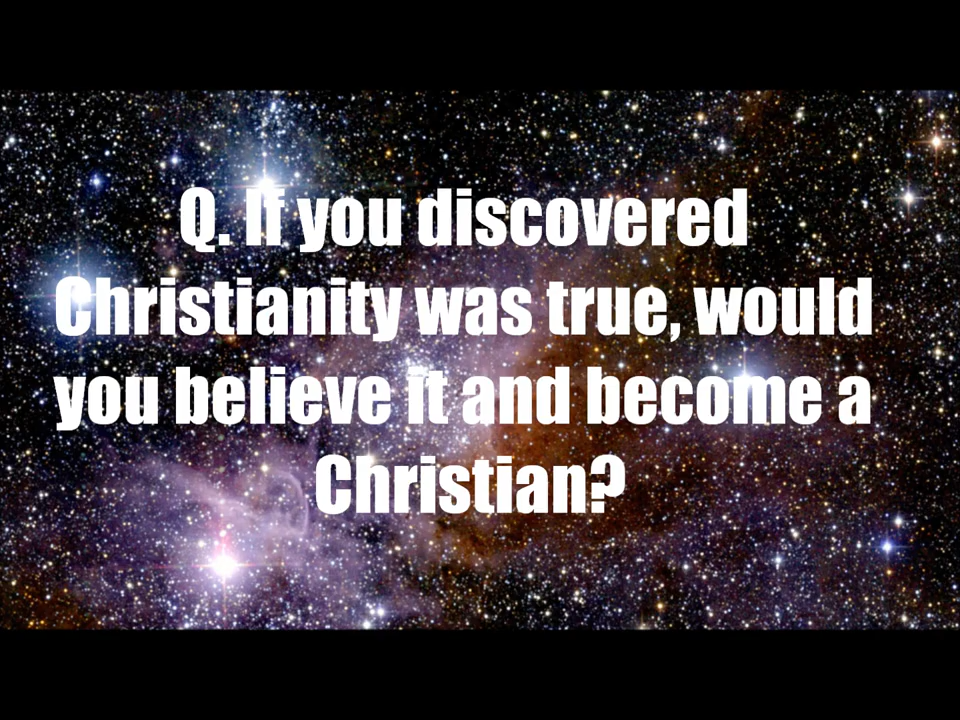 Q. If you discovered
Christianity was true, would
you believe it and become a
Christian?